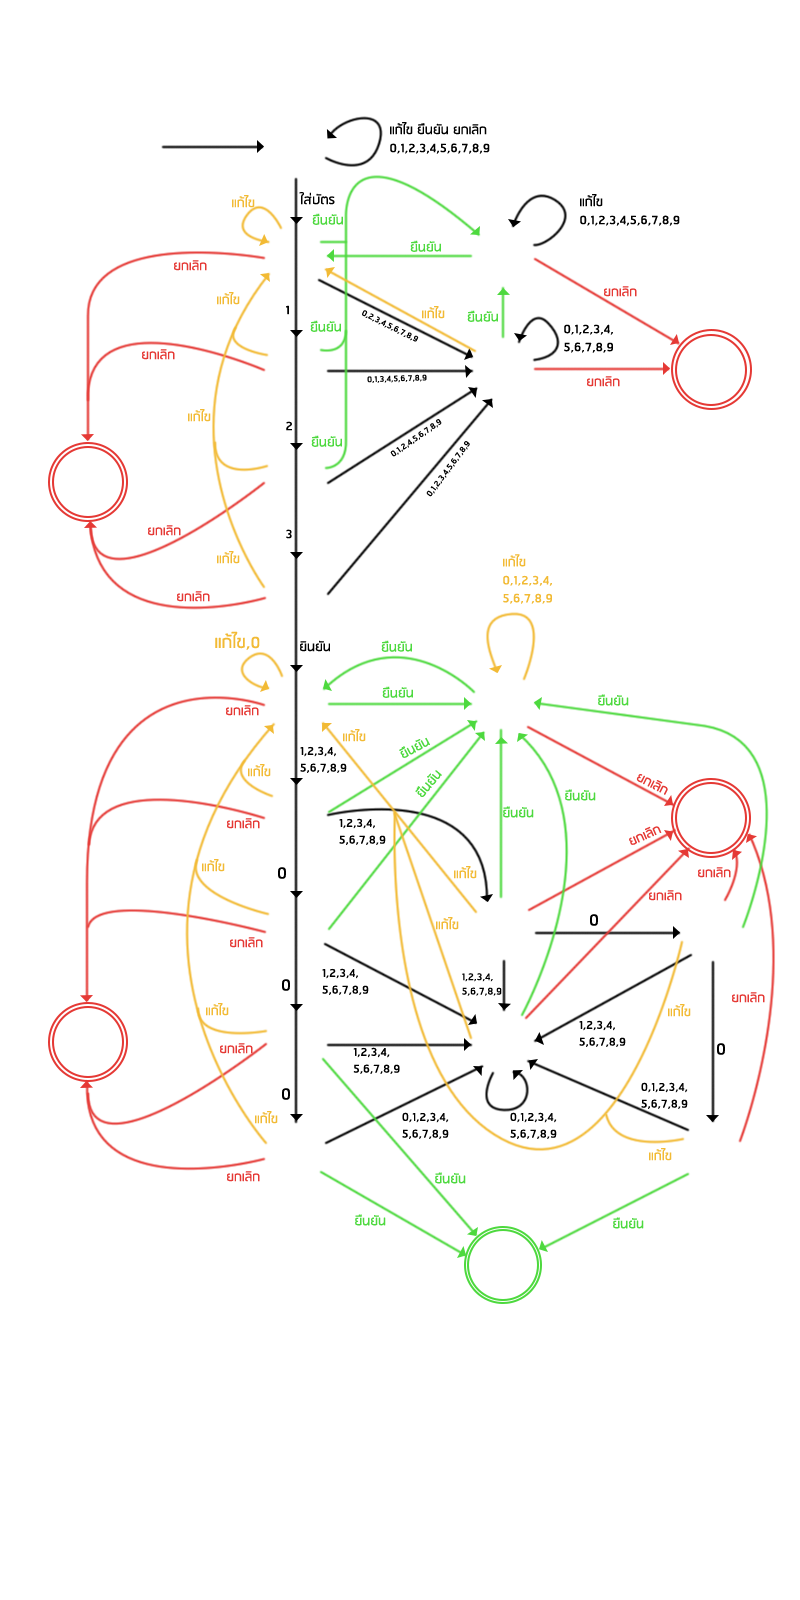 แก้ไข ยืนยัน ยกเลิก
0,1,2,3,4,5,6,7,8,9
ใส่บัตร
แก้ไข
ยืนยัน
แก้ไข
0,1,2,3,4,5,6,7,8,9
ยืนยัน
ยกเลิก
ยกเลิก
แก้ไข
1
ยืนยัน
0,2,3,4,5,6,7,8,9
แก้ไข
ยืนยัน
0,1,2,3,4,
5,6,7,8,9
ยกเลิก
0,1,3,4,5,6,7,8,9
ยกเลิก
แก้ไข
2
ยืนยัน
0,1,2,4,5,6,7,8,9
0,1,2,4,5,6,7,8,9
ยกเลิก
3
แก้ไข
ยกเลิก
แก้ไข
0,1,2,3,4,
5,6,7,8,9
แก้ไข,0
ยืนยัน
ยืนยัน
ยืนยัน
ยืนยัน
ยกเลิก
แก้ไข
ยืนยัน
1,2,3,4,
5,6,7,8,9
แก้ไข
ยืนยัน
ยกเลิก
ยืนยัน
ยกเลิก
1,2,3,4,
5,6,7,8,9
ยืนยัน
ยกเลิก
0
แก้ไข
แก้ไข
ยกเลิก
ยกเลิก
ยกเลิก
แก้ไข
0
0
1,2,3,4,
5,6,7,8,9
1,2,3,4,
5,6,7,8,9
ยกเลิก
แก้ไข
แก้ไข
1,2,3,4,
5,6,7,8,9
0
ยกเลิก
1,2,3,4,
5,6,7,8,9
0
0,1,2,3,4,
5,6,7,8,9
แก้ไข
0,1,2,3,4,
5,6,7,8,9
0,1,2,3,4,
5,6,7,8,9
แก้ไข
ยกเลิก
ยืนยัน
ยืนยัน
ยืนยัน